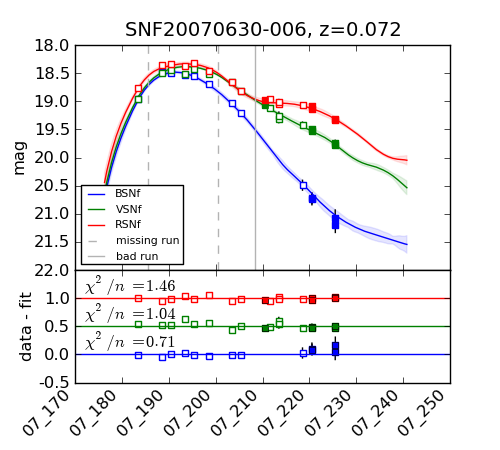 SNF20070630-006, z=0.072
18.0
18.5
19.0
19.5
20.0
20.5
21.0
21.5
22.0
mag
BSNf
VSNf
RSNf
missing run
bad run
χ² /n =1.46
χ² /n =1.04
χ² /n =0.71
1.0
0.5
0.0
-0.5
data - fit
07_170
07_180
07_190
07_200
07_210
07_220
07_230
07_240
07_250